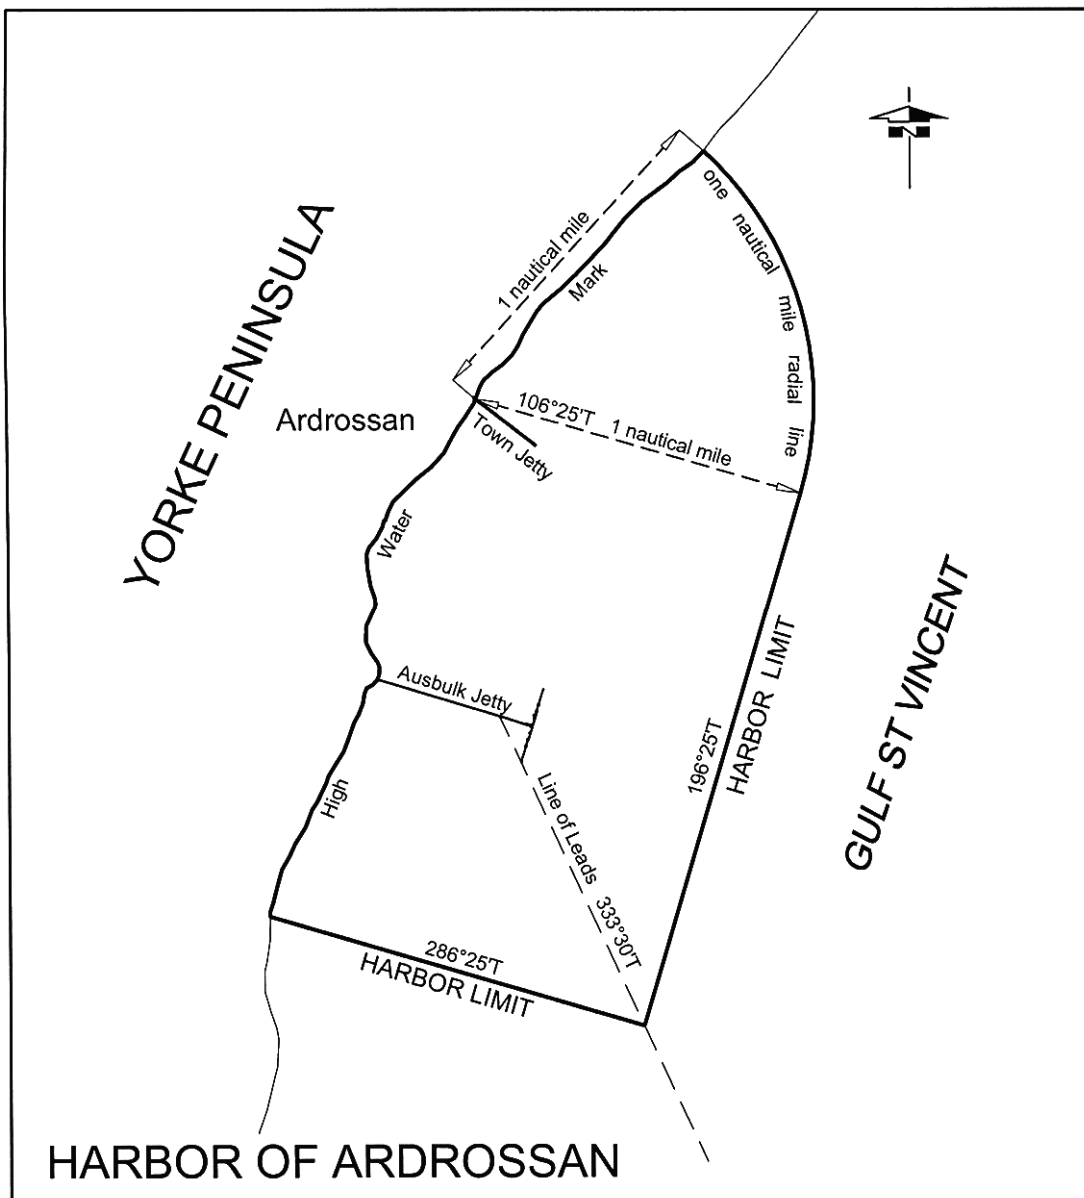 N
one nautical mile radial line
1 nautical mile
Mark
YORKE PENINSULA
Ardrossan
106°25'T 1 nautical mile
Town Jetty
Water
Ausbulk Jetty
HARBOR LIMIT
196°25'T
GULF ST VINCENT
High
Line of Leads 333°30'T
286°25'T
HARBOR LIMIT
HARBOR OF ARDROSSAN